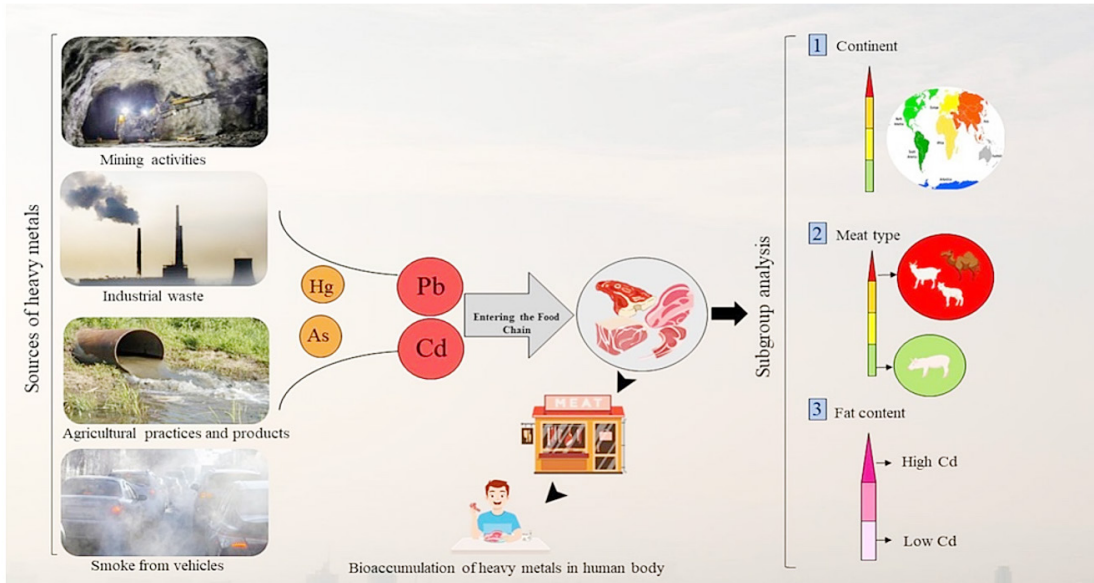 Sources of heavy metals
Mining activities
Industrial waste
Agricultural practices and products
Smoke from vehicles
Hg
As
Pb
Cd
Entering the Food
Chain
MEAT
Bioaccumulation of heavy metals in human body
Subgroup analysis
1 Continent
2 Meat type
3 Fat content
High Cd
Low Cd